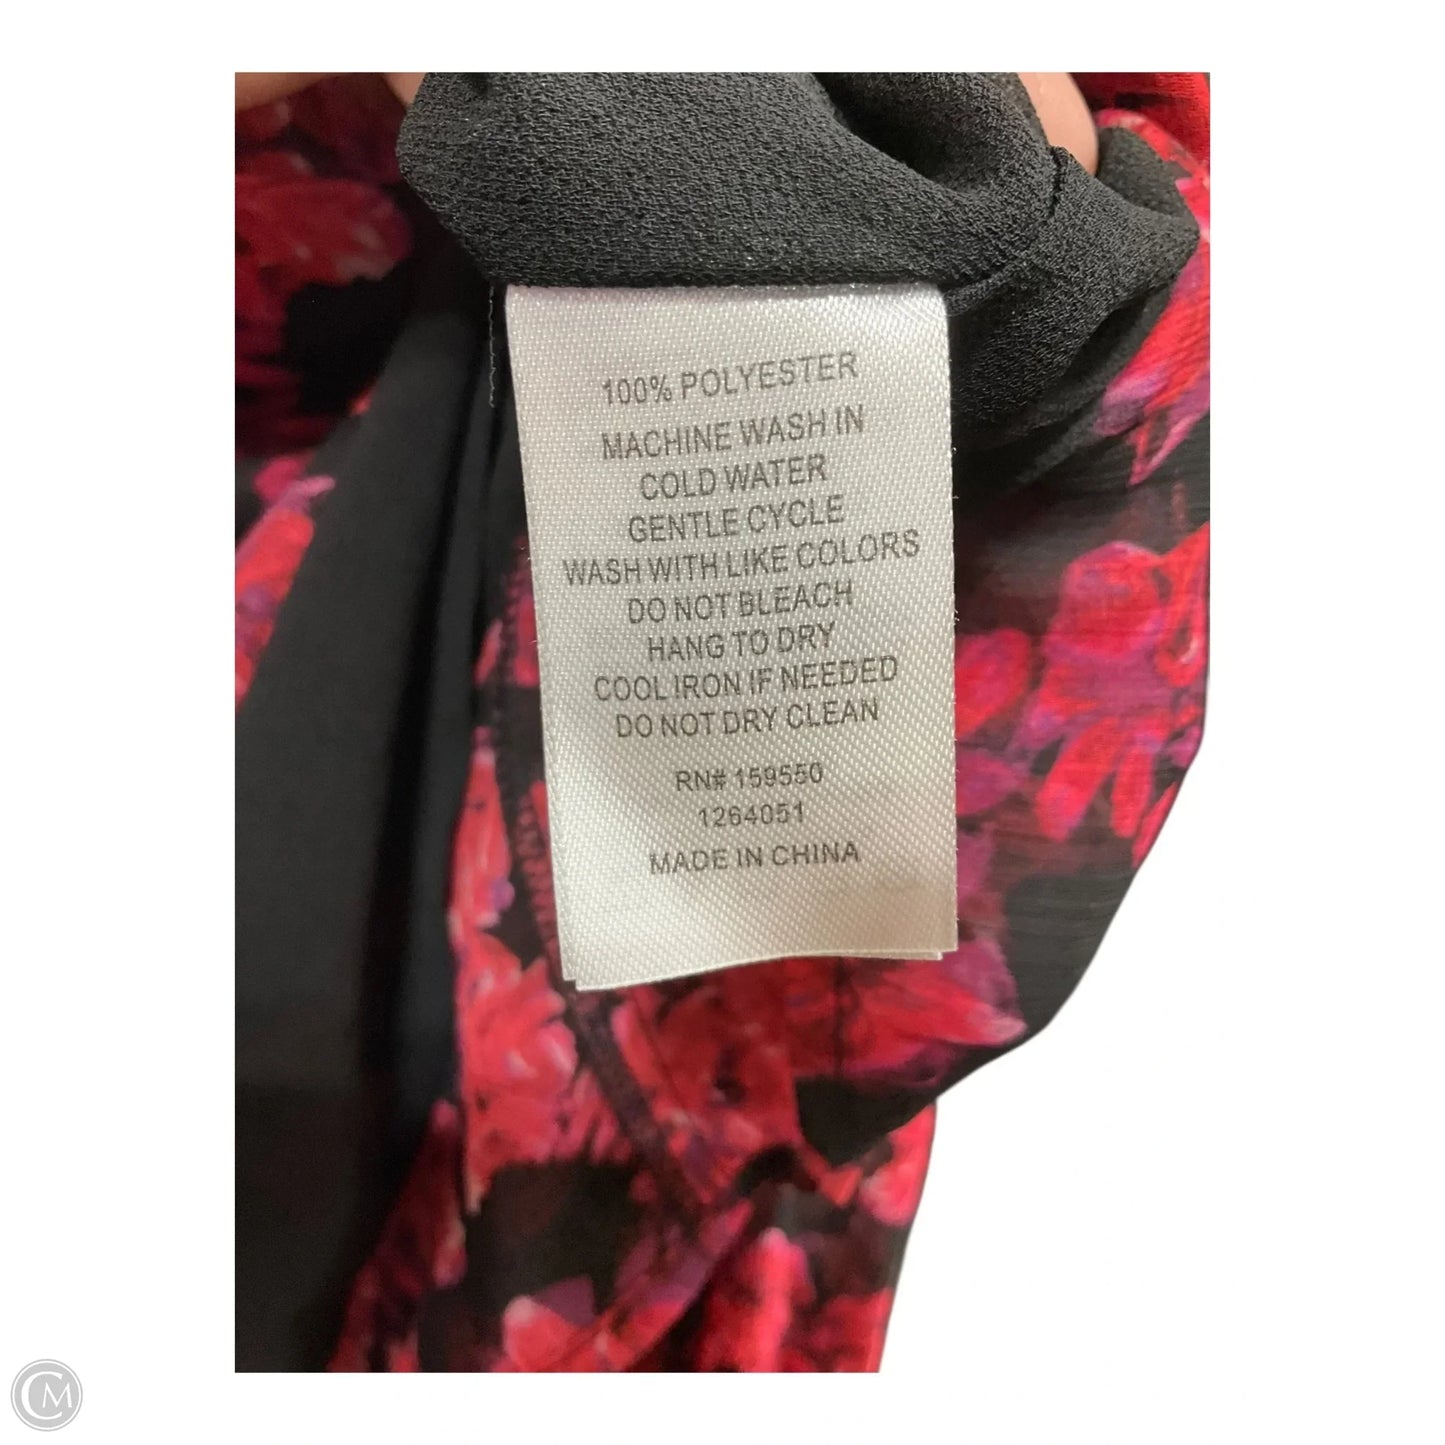 100% POLYESTER
MACHINE WASH IN
COLD WATER
GENTLE CYCLE
WASH WITH LIKE COLORS
DO NOT BLEACH
HANG TO DRY
COOL IRON IF NEEDED
DO NOT DRY CLEAN
RN# 159550
1264051
MADE IN CHINA
CM